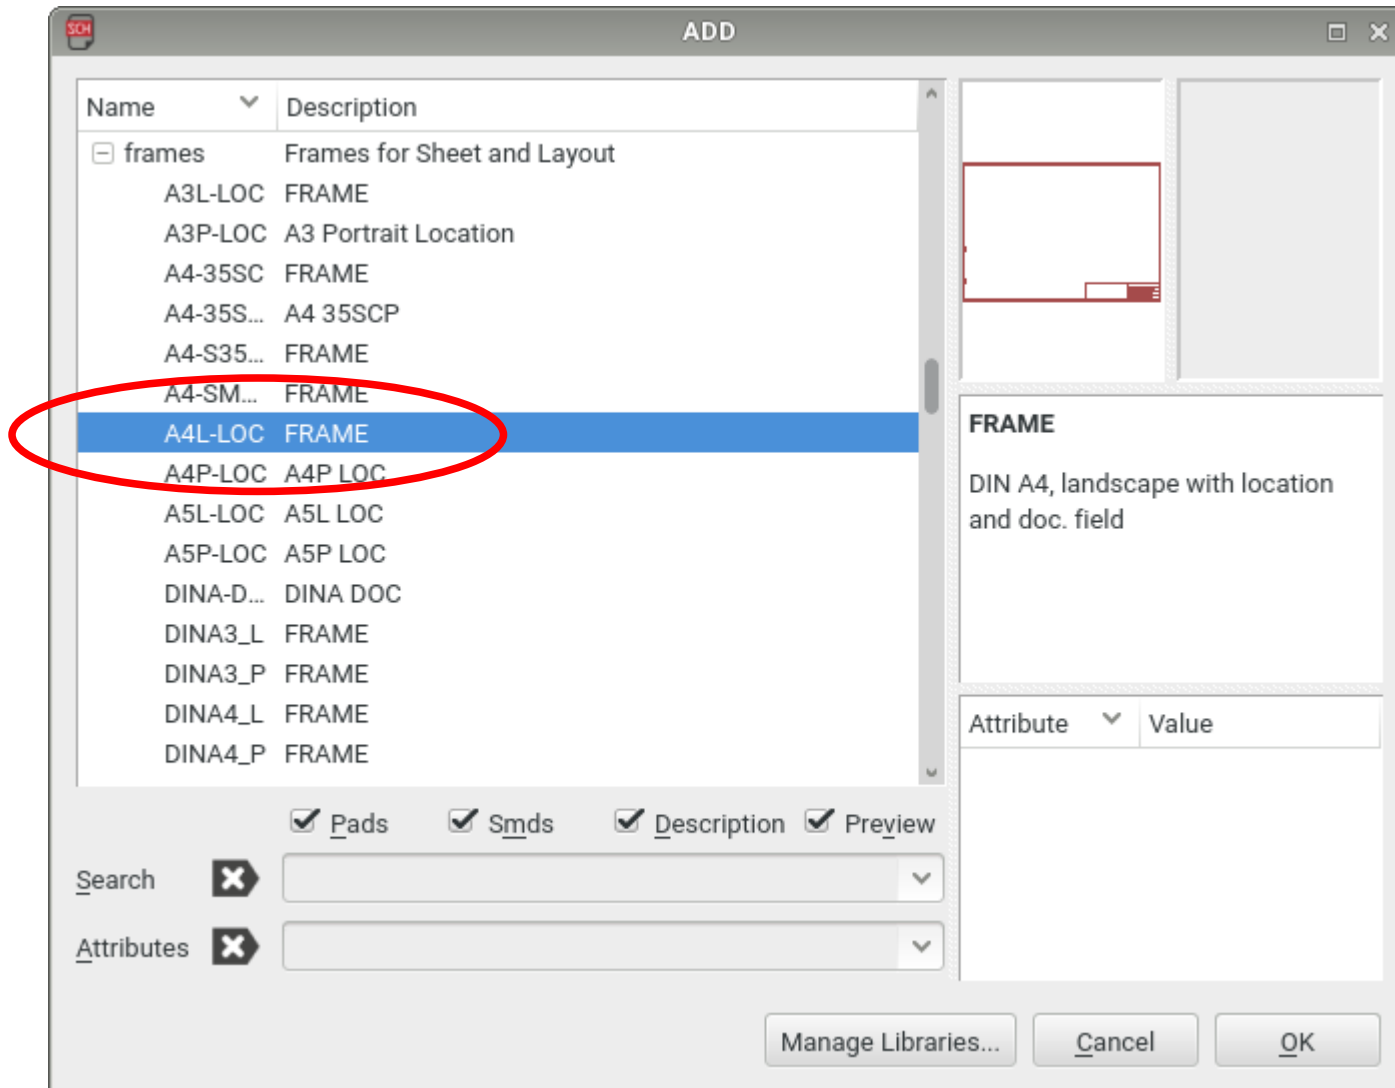 SCH
ADD
Name Description
frames Frames for Sheet and Layout
A3L-LOC FRAME
A3P-LOC A3 Portrait Location
A4-35SC FRAME
A4-35S... A4 35SCP
A4-S35... FRAME
A4-SM... FRAME
A4L-LOC FRAME
A4P-LOC A4P LOC
A5L-LOC A5L LOC
A5P-LOC A5P LOC
DINA-D... DINA DOC
DINA3_L FRAME
DINA3_P FRAME
DINA4_L FRAME
DINA4_P FRAME
FRAME
DIN A4, landscape with location
and doc. field
Attribute Value
Pads Smds Description Preview
Search
Attributes
Manage Libraries... Cancel OK